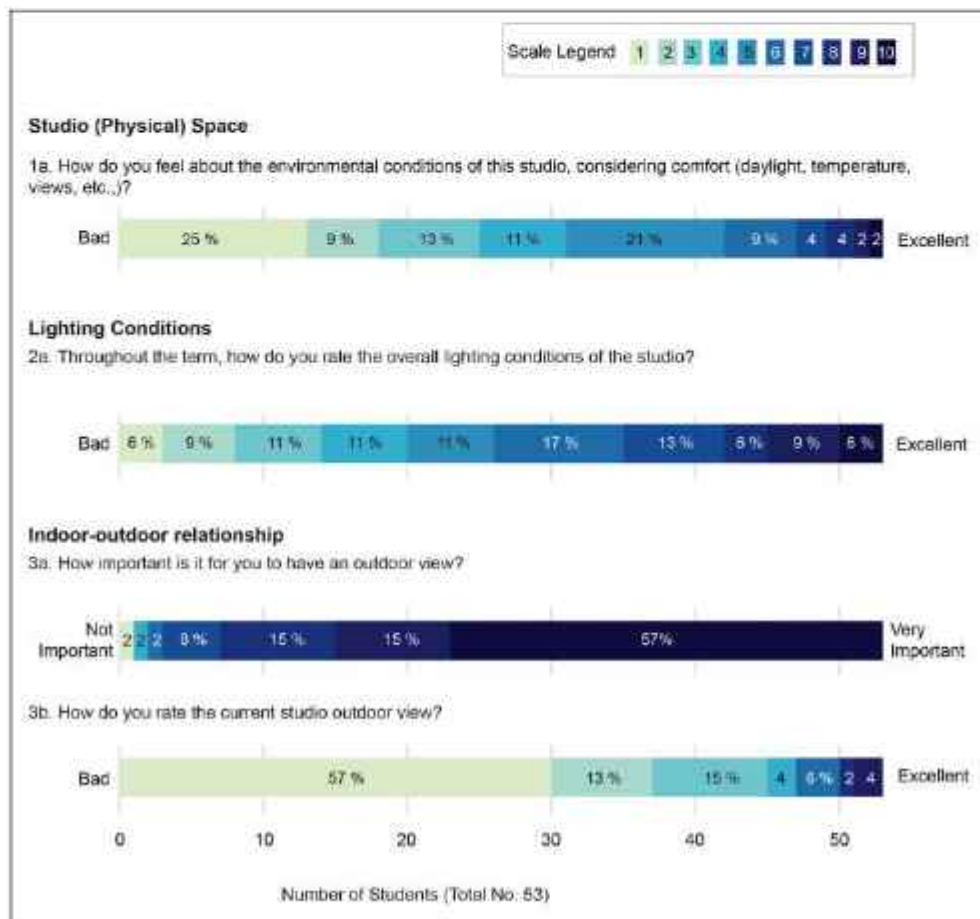 Scale Legend 1 2 3 4 5 6 7 8 9 10
Studio (Physical) Space
1a. How do you feel about the environmental conditions of this studio, considering comfort (daylight, temperature,
views, etc.,)?
Bad 25 % 9 % 13 % 11 % 21 % 9 % 4 4 2 2 Excellent
Lighting Conditions
2a. Throughout the term, how do you rate the overall lighting conditions of the studio?
Bad 6 % 9 % 11 % 11 % 11 % 17 % 13 % 6 % 9 % 6 % Excellent
Indoor-outdoor relationship
3a. How important is it for you to have an outdoor view?
Not
Important 2 2 2 8 % 15 % 15 % 57% Very
Important
3b. How do you rate the current studio outdoor view?
Bad 57 % 13 % 15 % 4 6 % 2 4 Excellent
0 10 20 30 40 50
Number of Students (Total No. 53)